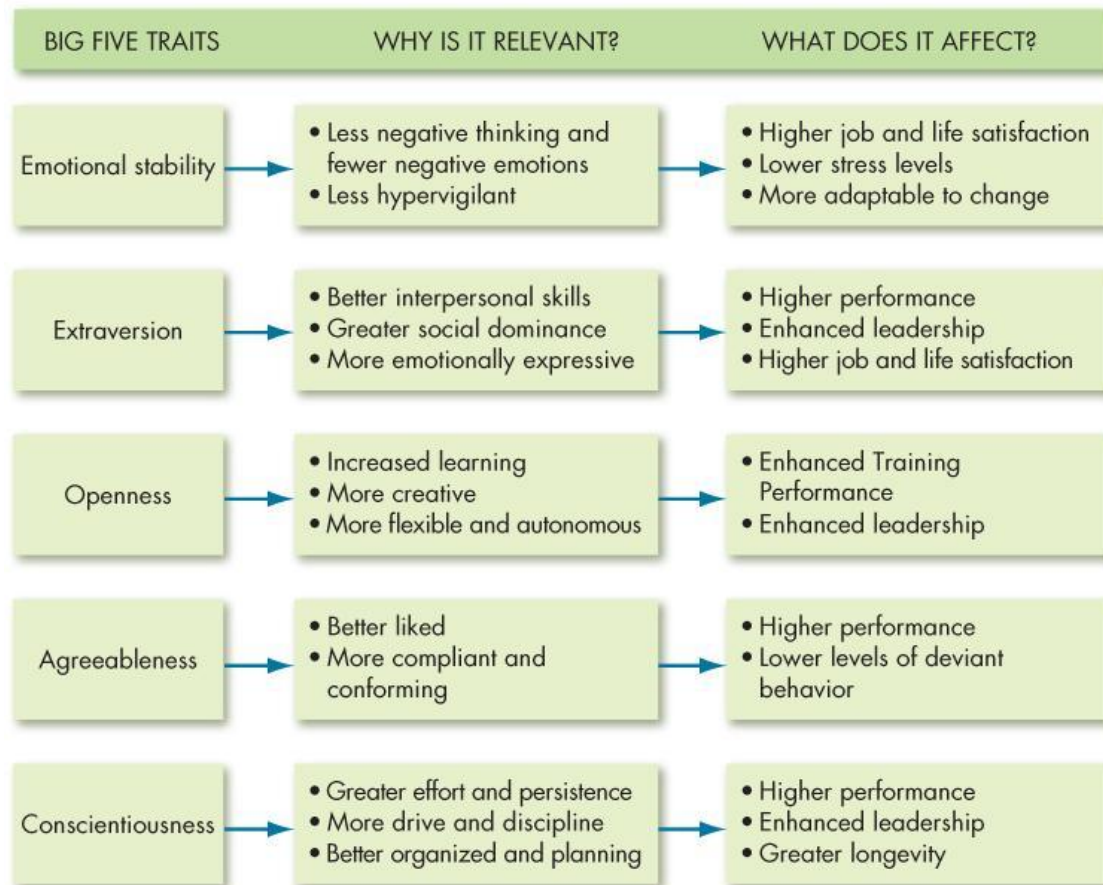 BIG FIVE TRAITS WHY IS IT RELEVANT? WHAT DOES IT AFFECT?
Emotional stability
• Less negative thinking and
fewer negative emotions
• Less hypervigilant
• Higher job and life satisfaction
• Lower stress levels
• More adaptable to change
Extraversion
• Better interpersonal skills
• Greater social dominance
• More emotionally expressive
• Higher performance
• Enhanced leadership
• Higher job and life satisfaction
Openness
• Increased learning
• More creative
• More flexible and autonomous
• Enhanced Training
Performance
• Enhanced leadership
Agreeableness
• Better liked
• More compliant and
conforming
• Higher performance
• Lower levels of deviant
behavior
Conscientiousness
• Greater effort and persistence
• More drive and discipline
• Better organized and planning
• Higher performance
• Enhanced leadership
• Greater longevity